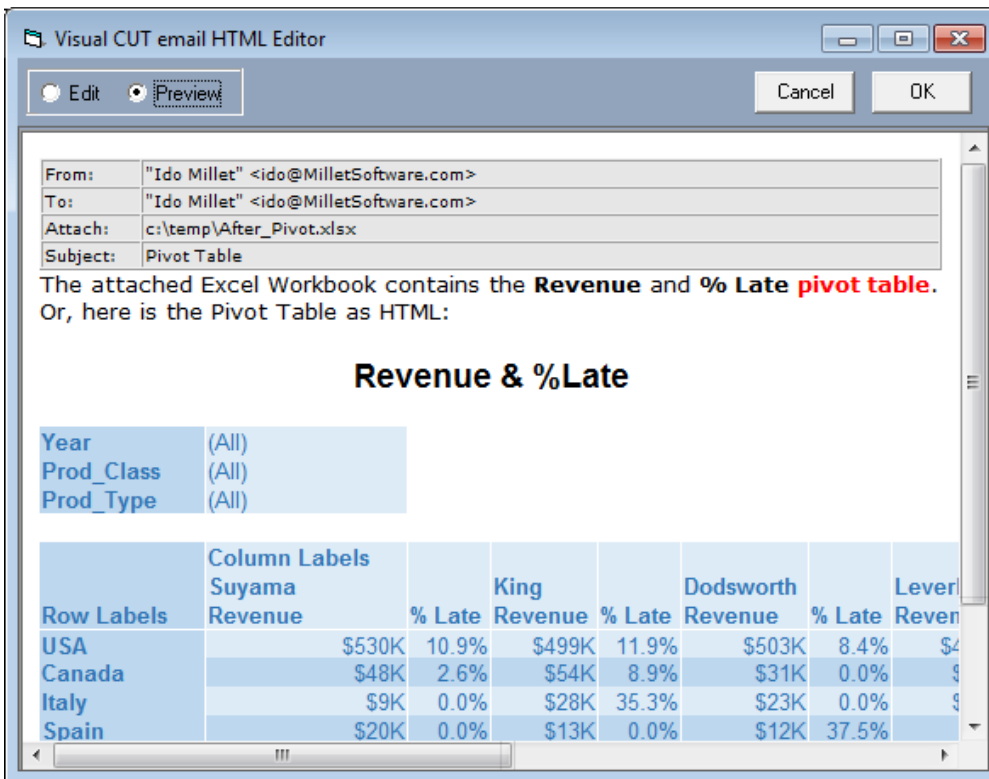 Visual CUT email HTML Editor
Edit Preview Cancel OK
From: "Ido Millet" <ido@MilletSoftware.com>
To: "Ido Millet" <ido@MilletSoftware.com>
Attach: c:\temp\After_Pivot.xlsx
Subject: Pivot Table
The attached Excel Workbook contains the Revenue and % Late pivot table.
Or, here is the Pivot Table as HTML:
Revenue & %Late
Year (All)
Prod_Class (All)
Prod_Type (All)
Column Labels
Suyama King Dodsworth
Row Labels Revenue % Late Revenue % Late Revenue % Late
USA $530K 10.9% $499K 11.9% $503K 8.4%
Canada $48K 2.6% $54K 8.9% $31K 0.0%
Italy $9K 0.0% $28K 35.3% $23K 0.0%
Spain $20K 0.0% $13K 0.0% $12K 37.5%